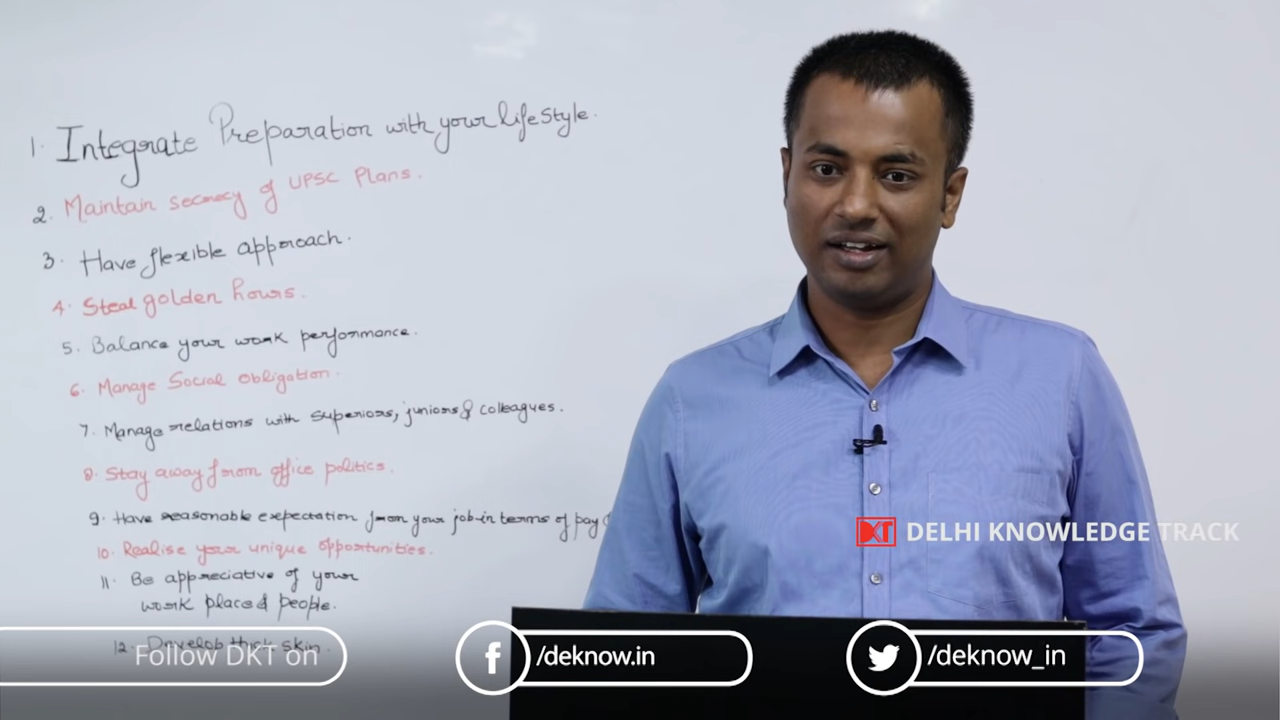 1. Integrate Preparation with your lifestyle.
2. Maintain secrecy of UPSC Plans.
3. Have flexible approach.
4. Steal golden hours.
5. Balance your work performance.
6. Manage Social obligation.
7. Manage relations with superiors, juniors & colleagues.
8. Stay away from office politics.
9. Have reasonable expectation from your job-in terms of pay
DKT DELHI KNOWLEDGE TRACK
10. Realise your unique opportunities.
11. Be appreciative of your
work place & people.
12. Develop thick skin.
Follow DKT on
f /deknow.in
/deknow_in